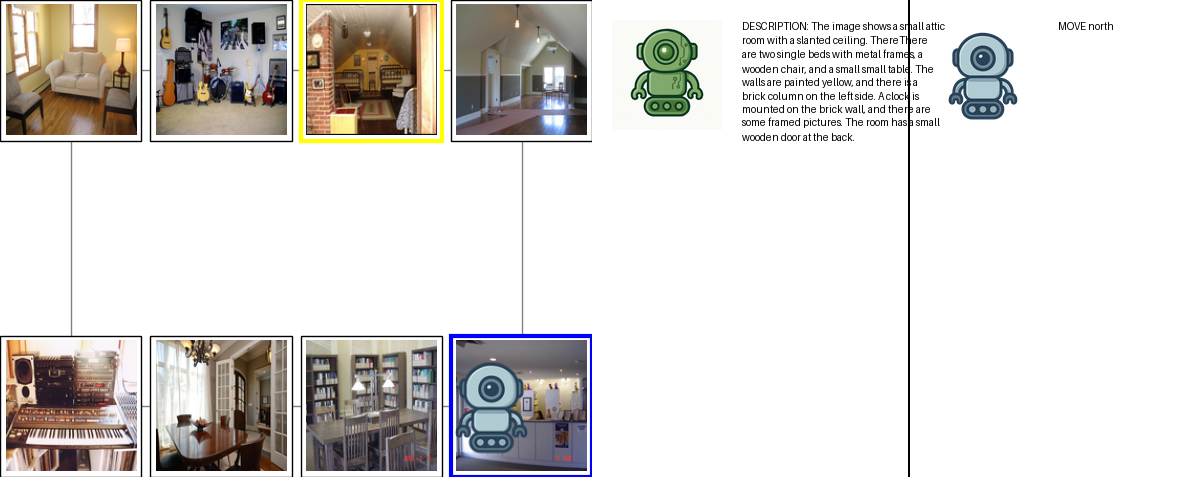 DESCRIPTION: The image shows a small attic
room with a slanted ceiling. There There
are two single beds with metal frames, a
wooden chair, and a small small table. The
walls are painted yellow, and there is a
brick column on the left side. A clock is
mounted on the brick wall, and there are
some framed pictures. The room has a small
wooden door at the back.
MOVE north